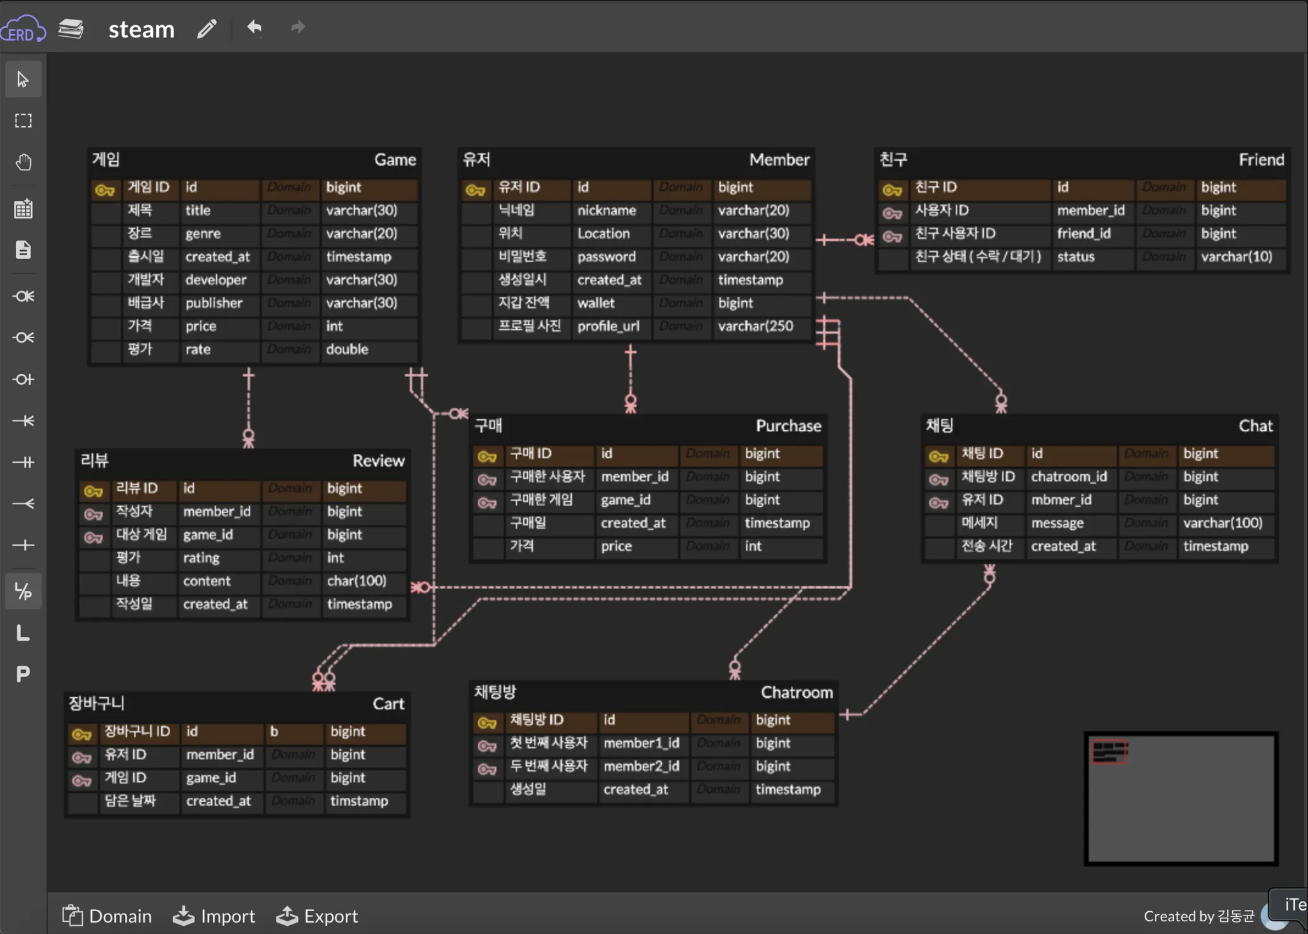 ERD
steam
게임 Game
게임 ID id Domain bigint
제목 title Domain varchar(30)
장르 genre Domain varchar(20)
출시일 created_at Domain timestamp
개발자 developer Domain varchar(30)
배급사 publisher Domain varchar(30)
가격 price Domain int
평가 rate Domain double
유저 Member
유저 ID id Domain bigint
닉네임 nickname Domain varchar(20)
위치 Location Domain varchar(30)
비밀번호 password Domain varchar(20)
생성일시 created_at Domain timestamp
지갑 잔액 wallet Domain bigint
프로필 사진 profile_url Domain varchar(250
친구 Friend
친구 ID id Domain bigint
사용자 ID member_id Domain bigint
친구 사용자 ID friend_id Domain bigint
친구 상태 ( 수락 / 대기 ) status Domain varchar(10)
리뷰 Review
리뷰 ID id Domain bigint
작성자 member_id Domain bigint
대상 게임 game_id Domain bigint
평가 rating Domain int
내용 content Domain char(100)
작성일 created_at Domain timestamp
구매 Purchase
구매 ID id Domain bigint
구매한 사용자 member_id Domain bigint
구매한 게임 game_id Domain bigint
구매일 created_at Domain timestamp
가격 price Domain int
채팅 Chat
채팅 ID id Domain bigint
채팅방 ID chatroom_id Domain bigint
유저 ID mbmer_id Domain bigint
메세지 message Domain varchar(100)
전송 시간 created_at Domain timestamp
장바구니 Cart
장바구니 ID id b bigint
유저 ID member_id Domain bigint
게임 ID game_id Domain bigint
담은 날짜 created_at Domain timstamp
채팅방 Chatroom
채팅방 ID id Domain bigint
첫 번째 사용자 member1_id Domain bigint
두 번째 사용자 member2_id Domain bigint
생성일 created_at Domain timestamp
L/P
L
P
Domain Import Export
Created by 김동균
iTe